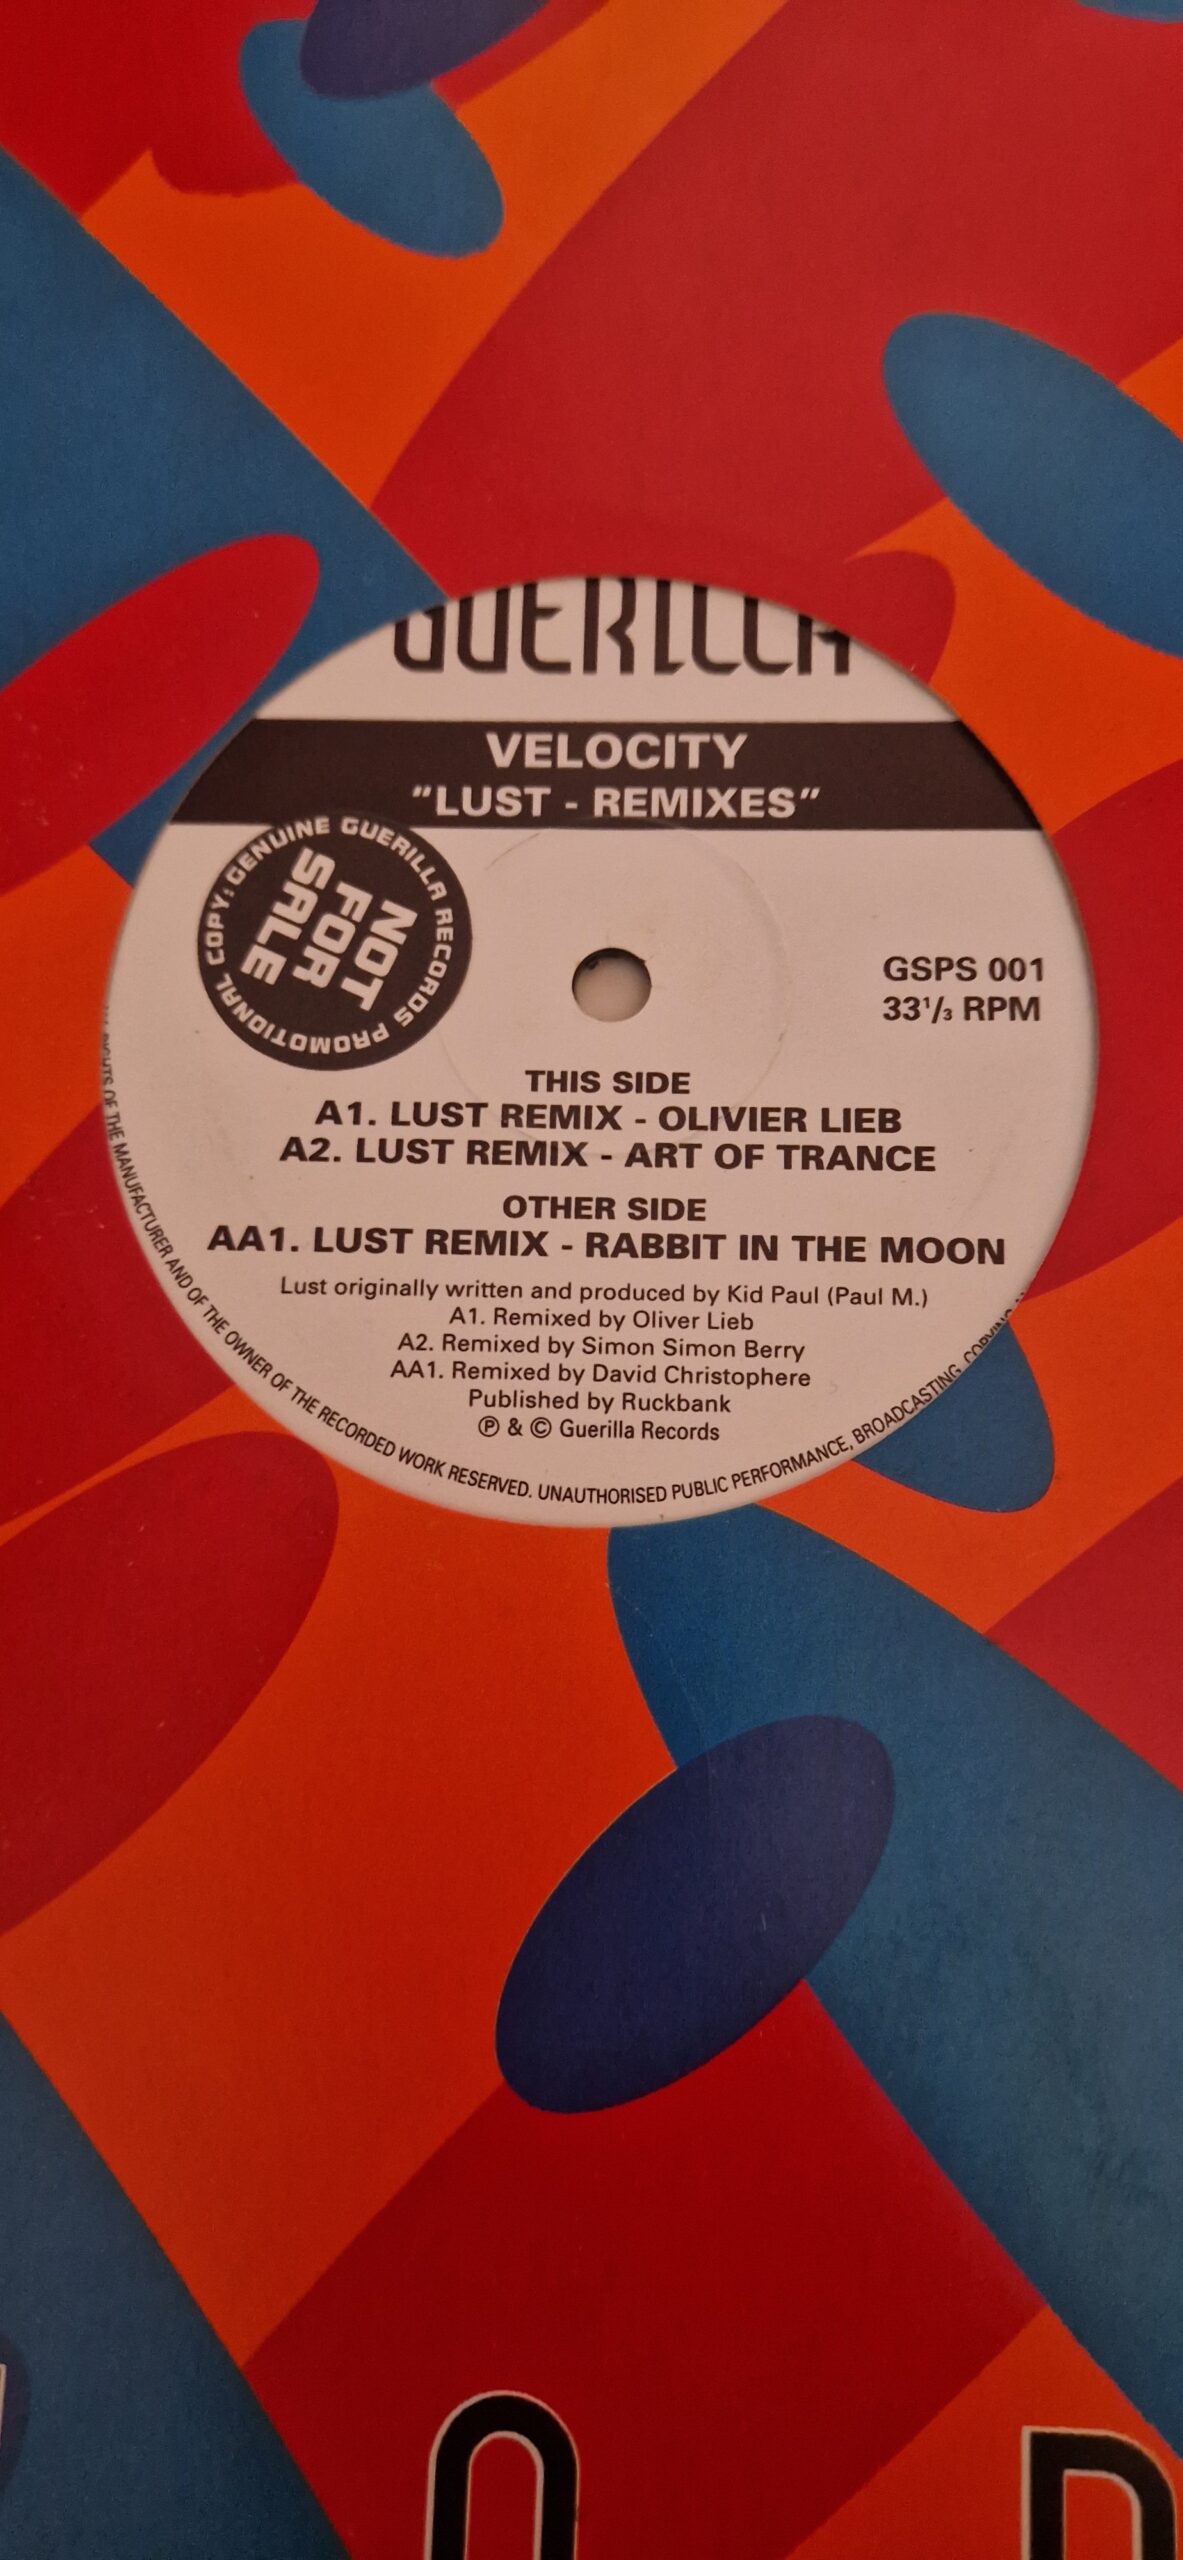 GUERILLA
VELOCITY
"LUST - REMIXES"
PROMOTIONAL COPY: GENUINE GUERILLA RECORDS
NOT
FOR
SALE
GSPS 001
33¹/₃ RPM
THIS SIDE
A1. LUST REMIX - OLIVIER LIEB
A2. LUST REMIX - ART OF TRANCE
OTHER SIDE
AA1. LUST REMIX - RABBIT IN THE MOON
Lust originally written and produced by Kid Paul (Paul M.)
A1. Remixed by Oliver Lieb
A2. Remixed by Simon Simon Berry
AA1. Remixed by David Christophere
Published by Ruckbank
℗ & © Guerilla Records
RIGHTS OF THE MANUFACTURER AND OF THE OWNER OF THE RECORDED WORK RESERVED. UNAUTHORISED PUBLIC PERFORMANCE, BROADCASTING, COPYING